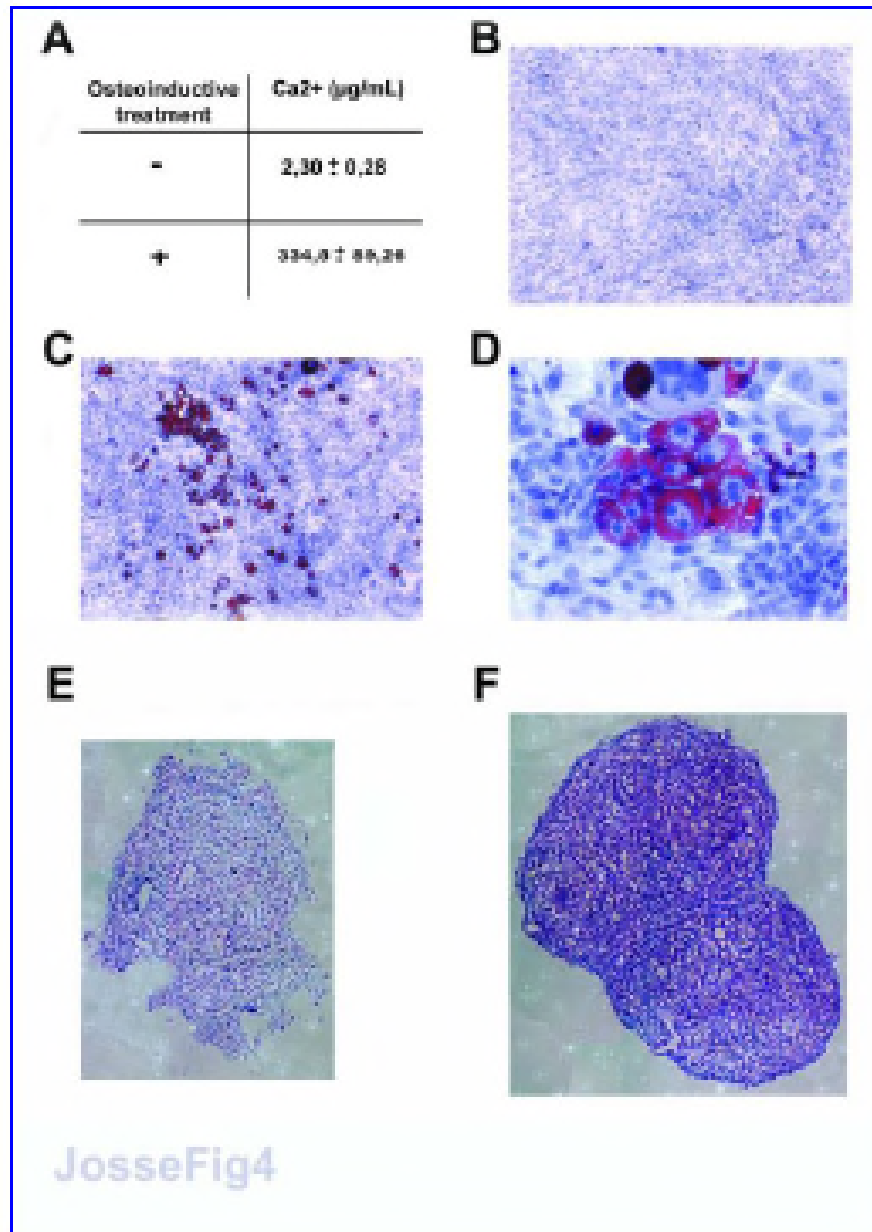 A
B
Osteoinductive treatment
Ca2+ (µg/mL)
-
2,30 ± 0,28
+
C
D
E
F
JosseFig4